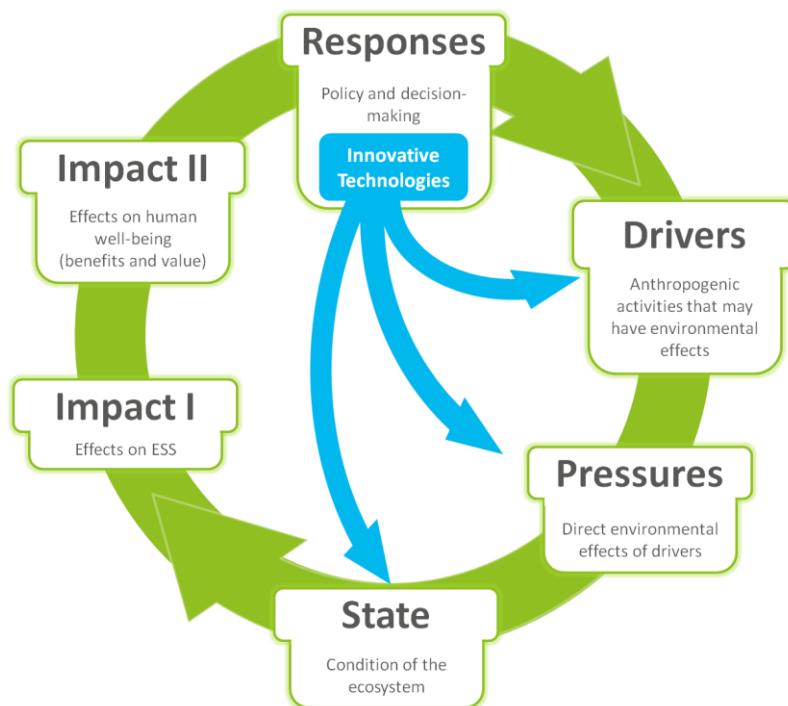 Responses
Policy and decision-
making
Innovative
Technologies
Drivers
Anthropogenic
activities that may
have environmental
effects
Pressures
Direct environmental
effects of drivers
State
Condition of the
ecosystem
Impact I
Effects on ESS
Impact II
Effects on human
well-being
(benefits and value)